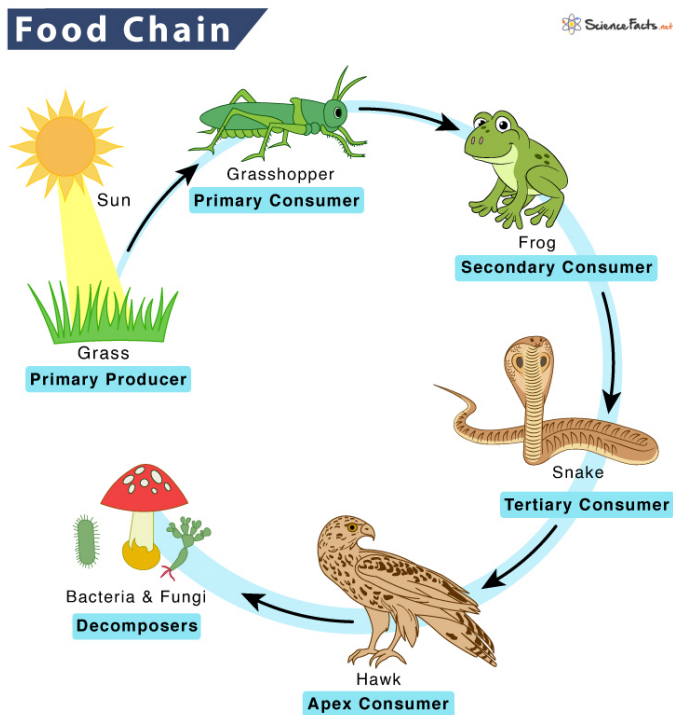 Food Chain
ScienceFacts.net
Sun
Grass
Primary Producer
Grasshopper
Primary Consumer
Frog
Secondary Consumer
Snake
Tertiary Consumer
Hawk
Apex Consumer
Bacteria & Fungi
Decomposers